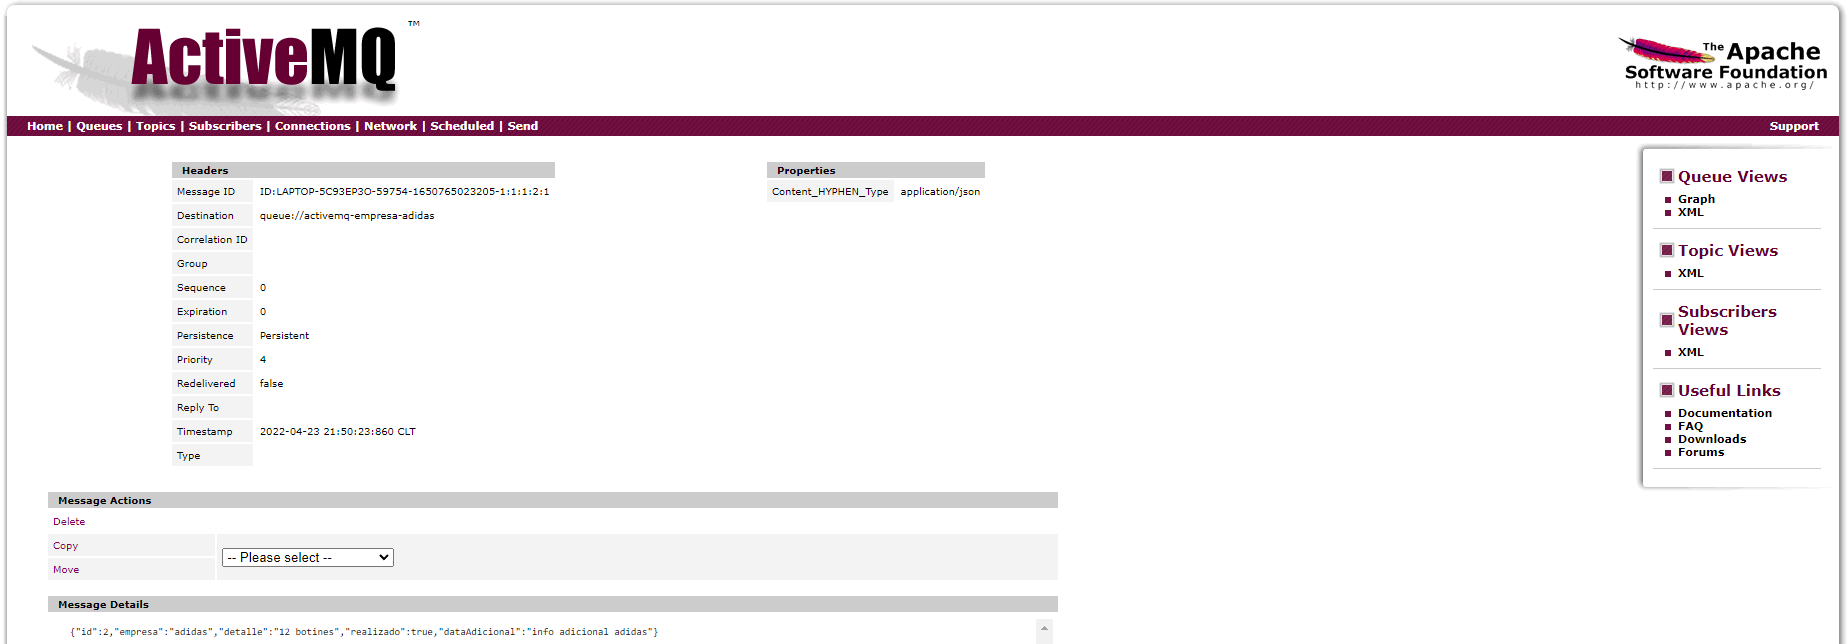 ActiveMQ ™
The Apache
Software Foundation
http://www.apache.org/
Home | Queues | Topics | Subscribers | Connections | Network | Scheduled | Send
Support
Headers
Message ID ID:LAPTOP-5C93EP3O-59754-1650765023205-1:1:1:2:1
Destination queue://activemq-empresa-adidas
Correlation ID
Group
Sequence 0
Expiration 0
Persistence Persistent
Priority 4
Redelivered false
Reply To
Timestamp 2022-04-23 21:50:23:860 CLT
Type
Properties
Content_HYPHEN_Type application/json
Message Actions
Delete
Copy
-- Please select --
Move
Message Details
{"id":2,"empresa":"adidas","detalle":"12 botines","realizado":true,"dataAdicional":"info adicional adidas"}
Queue Views
Graph
XML
Topic Views
XML
Subscribers
Views
XML
Useful Links
Documentation
FAQ
Downloads
Forums